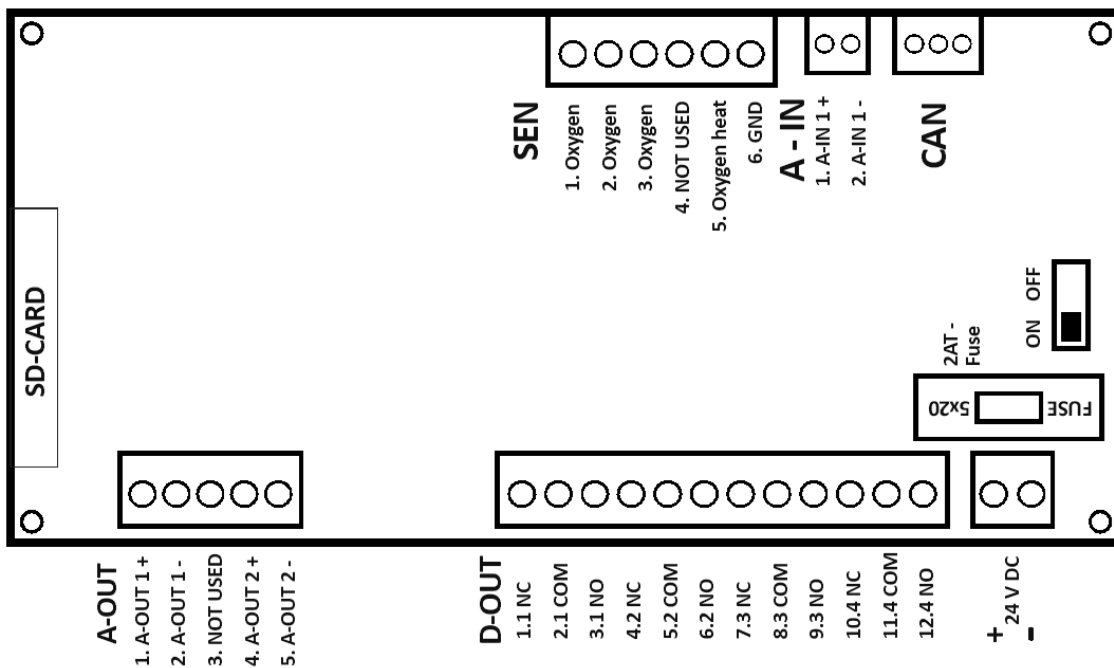 SD-CARD
SEN
1. Oxygen
2. Oxygen
3. Oxygen
4. NOT USED
5. Oxygen heat
6. GND
A - IN
1. A-IN 1 +
2. A-IN 1 -
CAN
ON OFF
2AT -
Fuse
FUSE
5x20
A-OUT
1. A-OUT 1 +
2. A-OUT 1 -
3. NOT USED
4. A-OUT 2 +
5. A-OUT 2 -
D-OUT
1.1 NC
2.1 COM
3.1 NO
4.2 NC
5.2 COM
6.2 NO
7.3 NC
8.3 COM
9.3 NO
10.4 NC
11.4 COM
12.4 NO
+
24 V DC
-